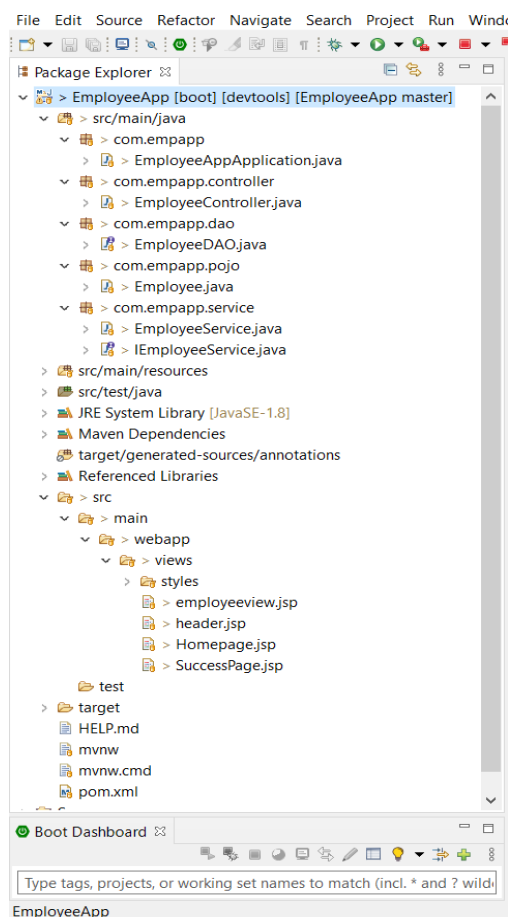 File Edit Source Refactor Navigate Search Project Run
Package Explorer
> EmployeeApp [boot] [devtools] [EmployeeApp master]
> src/main/java
> com.empapp
> EmployeeAppApplication.java
> com.empapp.controller
> EmployeeController.java
> com.empapp.dao
> EmployeeDAO.java
> com.empapp.pojo
> Employee.java
> com.empapp.service
> EmployeeService.java
> IEmployeeService.java
src/main/resources
src/test/java
JRE System Library [JavaSE-1.8]
Maven Dependencies
target/generated-sources/annotations
Referenced Libraries
> src
> main
> webapp
> views
styles
> employeeview.jsp
> header.jsp
> Homepage.jsp
> SuccessPage.jsp
test
target
HELP.md
mvnw
mvnw.cmd
pom.xml
Boot Dashboard
Type tags, projects, or working set names to match (incl. * and ? wild
EmployeeApp